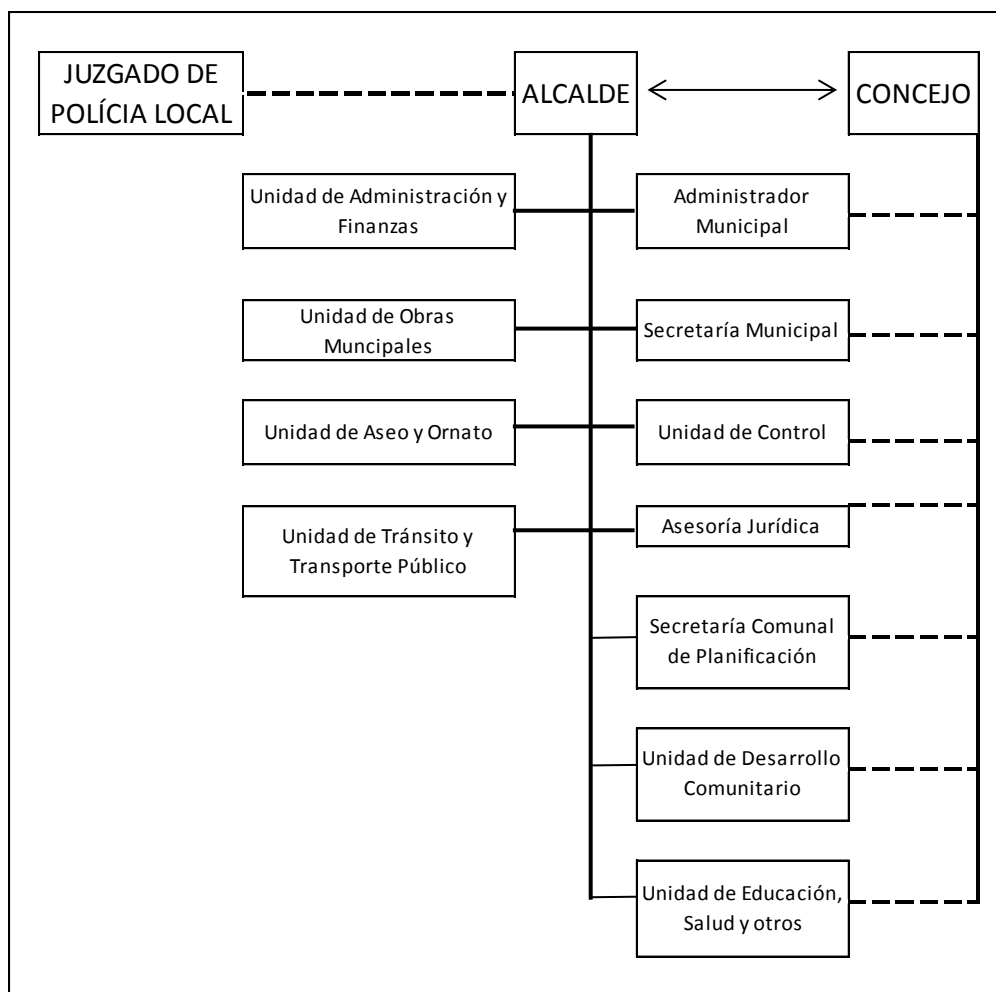 JUZGADO DE
POLÍCIA LOCAL
ALCALDE
CONCEJO
Unidad de Administración y
Finanzas
Administrador
Municipal
Unidad de Obras
Muncipales
Secretaría Municipal
Unidad de Aseo y Ornato
Unidad de Control
Unidad de Tránsito y
Transporte Público
Asesoría Jurídica
Secretaría Comunal
de Planificación
Unidad de Desarrollo
Comunitario
Unidad de Educación,
Salud y otros